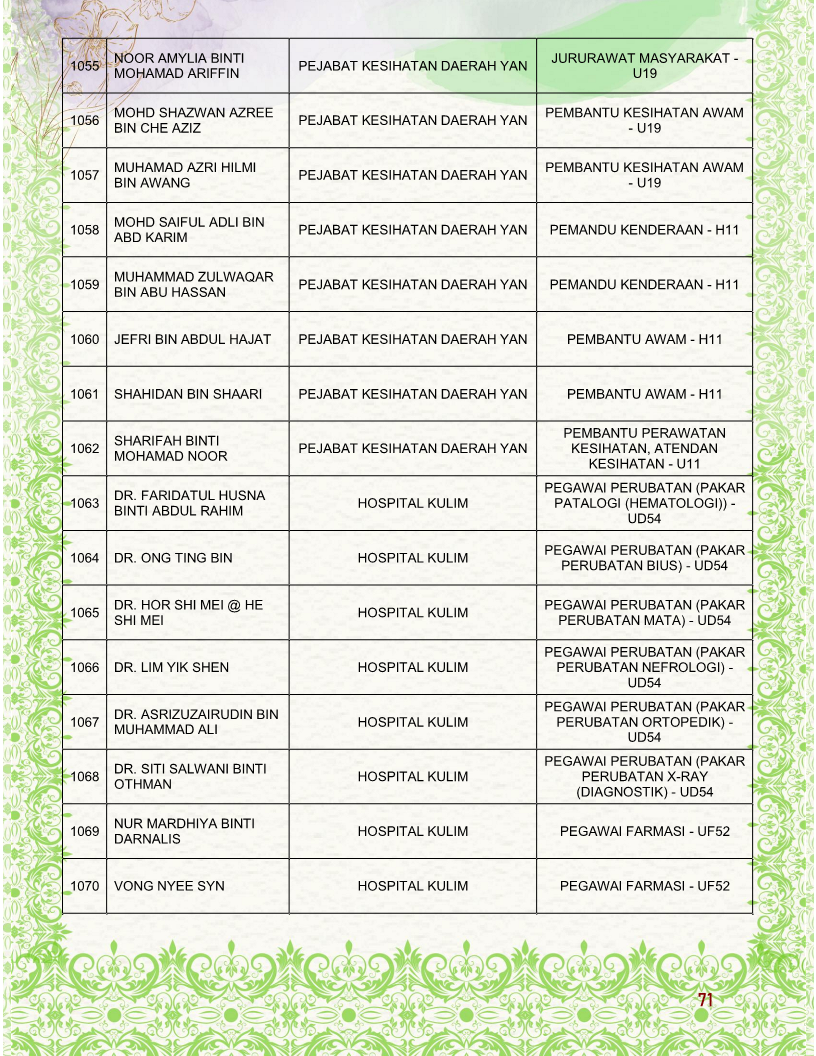 1055 NOOR AMYLIA BINTI MOHAMAD ARIFFIN PEJABAT KESIHATAN DAERAH YAN JURURAWAT MASYARAKAT - U19
1056 MOHD SHAZWAN AZREE BIN CHE AZIZ PEJABAT KESIHATAN DAERAH YAN PEMBANTU KESIHATAN AWAM - U19
1057 MUHAMAD AZRI HILMI BIN AWANG PEJABAT KESIHATAN DAERAH YAN PEMBANTU KESIHATAN AWAM - U19
1058 MOHD SAIFUL ADLI BIN ABD KARIM PEJABAT KESIHATAN DAERAH YAN PEMANDU KENDERAAN - H11
1059 MUHAMMAD ZULWAQAR BIN ABU HASSAN PEJABAT KESIHATAN DAERAH YAN PEMANDU KENDERAAN - H11
1060 JEFRI BIN ABDUL HAJAT PEJABAT KESIHATAN DAERAH YAN PEMBANTU AWAM - H11
1061 SHAHIDAN BIN SHAARI PEJABAT KESIHATAN DAERAH YAN PEMBANTU AWAM - H11
1062 SHARIFAH BINTI MOHAMAD NOOR PEJABAT KESIHATAN DAERAH YAN PEMBANTU PERAWATAN KESIHATAN, ATENDAN KESIHATAN - U11
1063 DR. FARIDATUL HUSNA BINTI ABDUL RAHIM HOSPITAL KULIM PEGAWAI PERUBATAN (PAKAR PATALOGI (HEMATOLOGI)) - UD54
1064 DR. ONG TING BIN HOSPITAL KULIM PEGAWAI PERUBATAN (PAKAR PERUBATAN BIUS) - UD54
1065 DR. HOR SHI MEI @ HE SHI MEI HOSPITAL KULIM PEGAWAI PERUBATAN (PAKAR PERUBATAN MATA) - UD54
1066 DR. LIM YIK SHEN HOSPITAL KULIM PEGAWAI PERUBATAN (PAKAR PERUBATAN NEFROLOGI) - UD54
1067 DR. ASRIZUZAIRUDIN BIN MUHAMMAD ALI HOSPITAL KULIM PEGAWAI PERUBATAN (PAKAR PERUBATAN ORTOPEDIK) - UD54
1068 DR. SITI SALWANI BINTI OTHMAN HOSPITAL KULIM PEGAWAI PERUBATAN (PAKAR PERUBATAN X-RAY (DIAGNOSTIK) - UD54
1069 NUR MARDHIYA BINTI DARNALIS HOSPITAL KULIM PEGAWAI FARMASI - UF52
1070 VONG NYEE SYN HOSPITAL KULIM PEGAWAI FARMASI - UF52
71